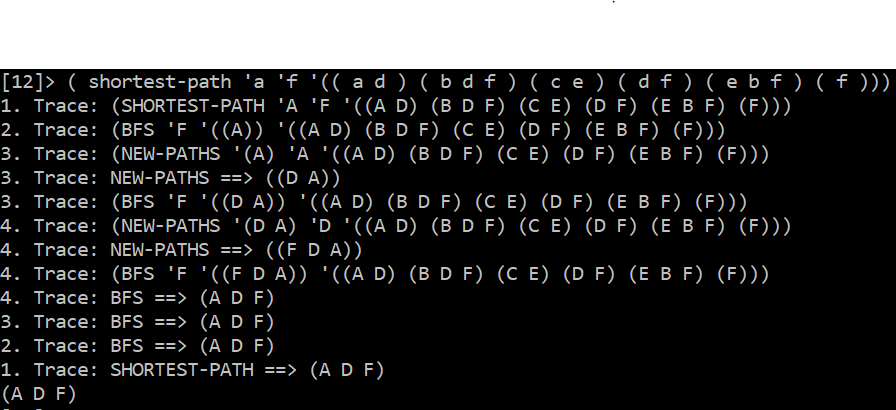 [12]> ( shortest-path 'a 'f '(( a d ) ( b d f ) ( c e ) ( d f ) ( e b f ) ( f )))
1. Trace: (SHORTEST-PATH 'A 'F '((A D) (B D F) (C E) (D F) (E B F) (F)))
2. Trace: (BFS 'F '((A)) '((A D) (B D F) (C E) (D F) (E B F) (F)))
3. Trace: (NEW-PATHS '(A) 'A '((A D) (B D F) (C E) (D F) (E B F) (F)))
3. Trace: NEW-PATHS ==> ((D A))
3. Trace: (BFS 'F '((D A)) '((A D) (B D F) (C E) (D F) (E B F) (F)))
4. Trace: (NEW-PATHS '(D A) 'D '((A D) (B D F) (C E) (D F) (E B F) (F)))
4. Trace: NEW-PATHS ==> ((F D A))
4. Trace: (BFS 'F '((F D A)) '((A D) (B D F) (C E) (D F) (E B F) (F)))
4. Trace: BFS ==> (A D F)
3. Trace: BFS ==> (A D F)
2. Trace: BFS ==> (A D F)
1. Trace: SHORTEST-PATH ==> (A D F)
(A D F)